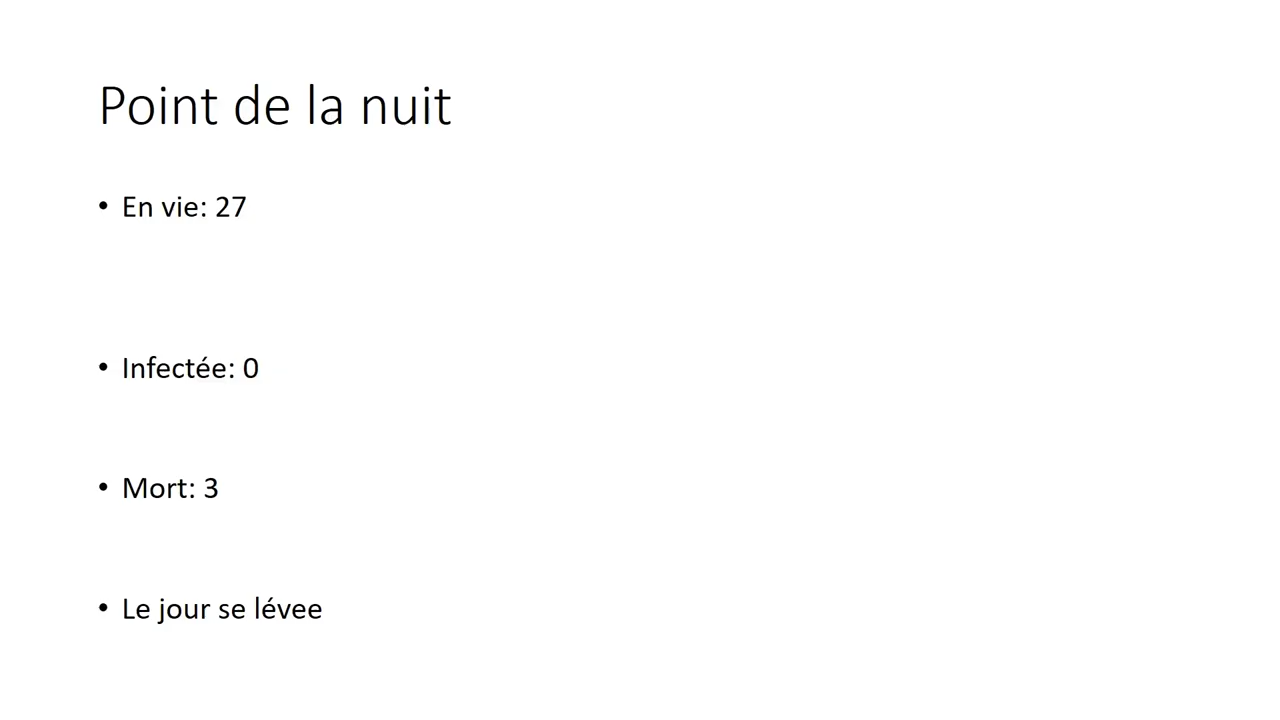 Point de la nuit
• En vie: 27
• Infectée: 0
• Mort: 3
• Le jour se lévee